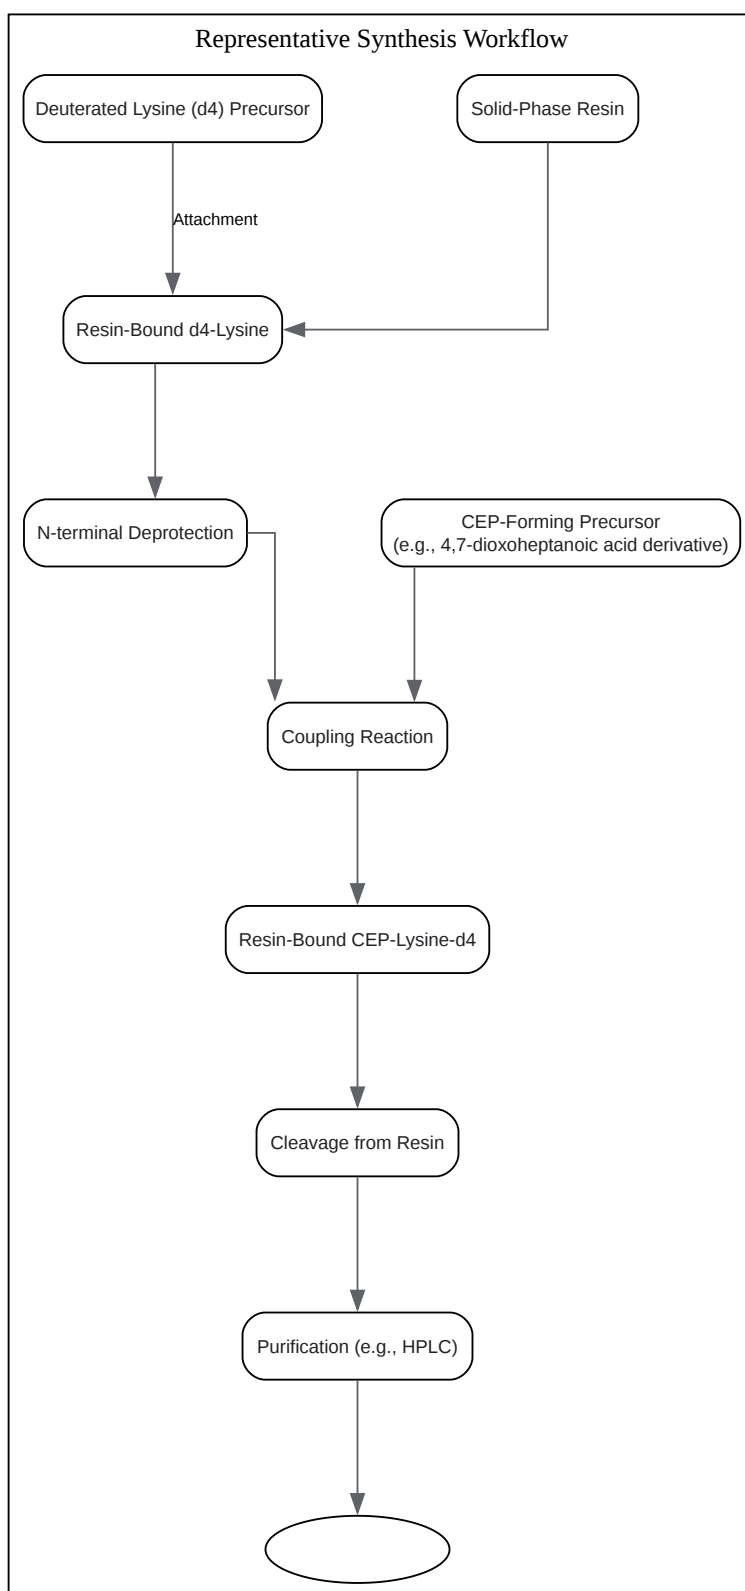 Representative Synthesis Workflow
Deuterated Lysine (d4) Precursor
Solid-Phase Resin
Attachment
Resin-Bound d4-Lysine
N-terminal Deprotection
CEP-Forming Precursor
(e.g., 4,7-dioxoheptanoic acid derivative)
Coupling Reaction
Resin-Bound CEP-Lysine-d4
Cleavage from Resin
Purification (e.g., HPLC)